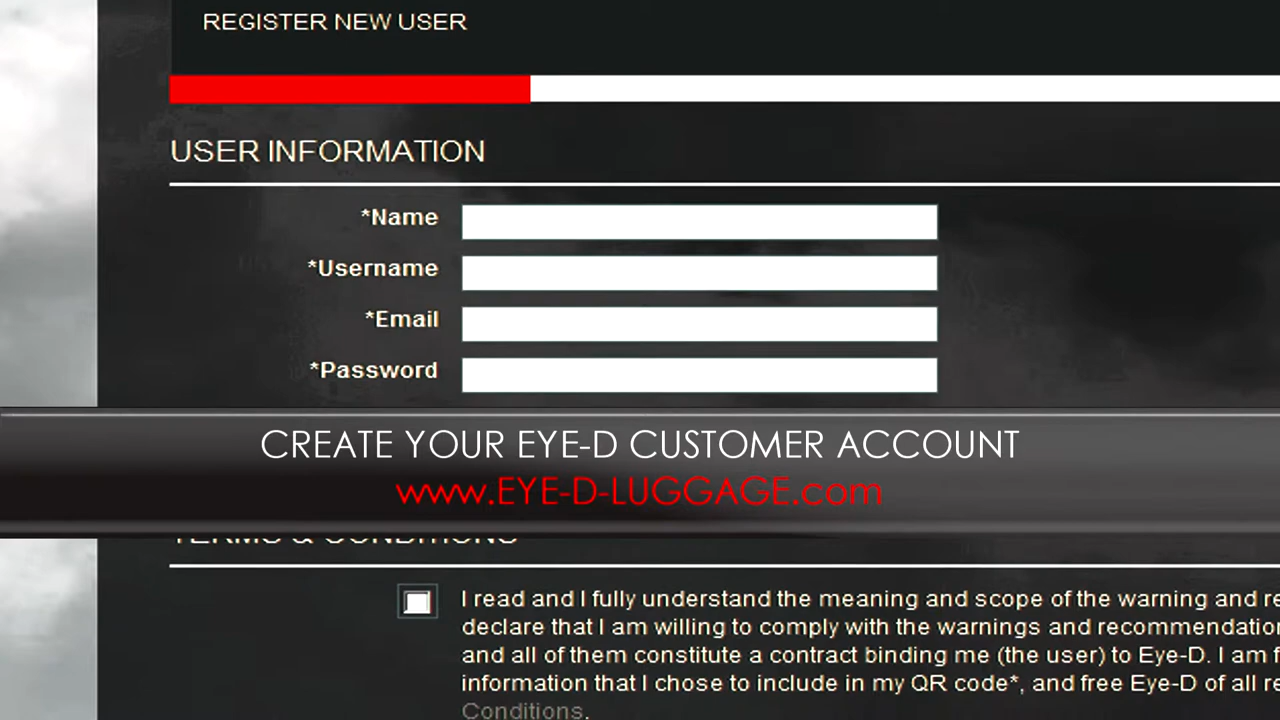 REGISTER NEW USER
USER INFORMATION
*Name
*Username
*Email
*Password
CREATE YOUR EYE-D CUSTOMER ACCOUNT
www.EYE-D-LUGGAGE.com
TERMS & CONDITIONS
I read and I fully understand the meaning and scope of the warning and
declare that I am willing to comply with the warnings and
and all of them constitute a contract binding me (the user) to Eye-D. I am
information that I chose to include in my QR code*, and free Eye-D of all
Conditions.